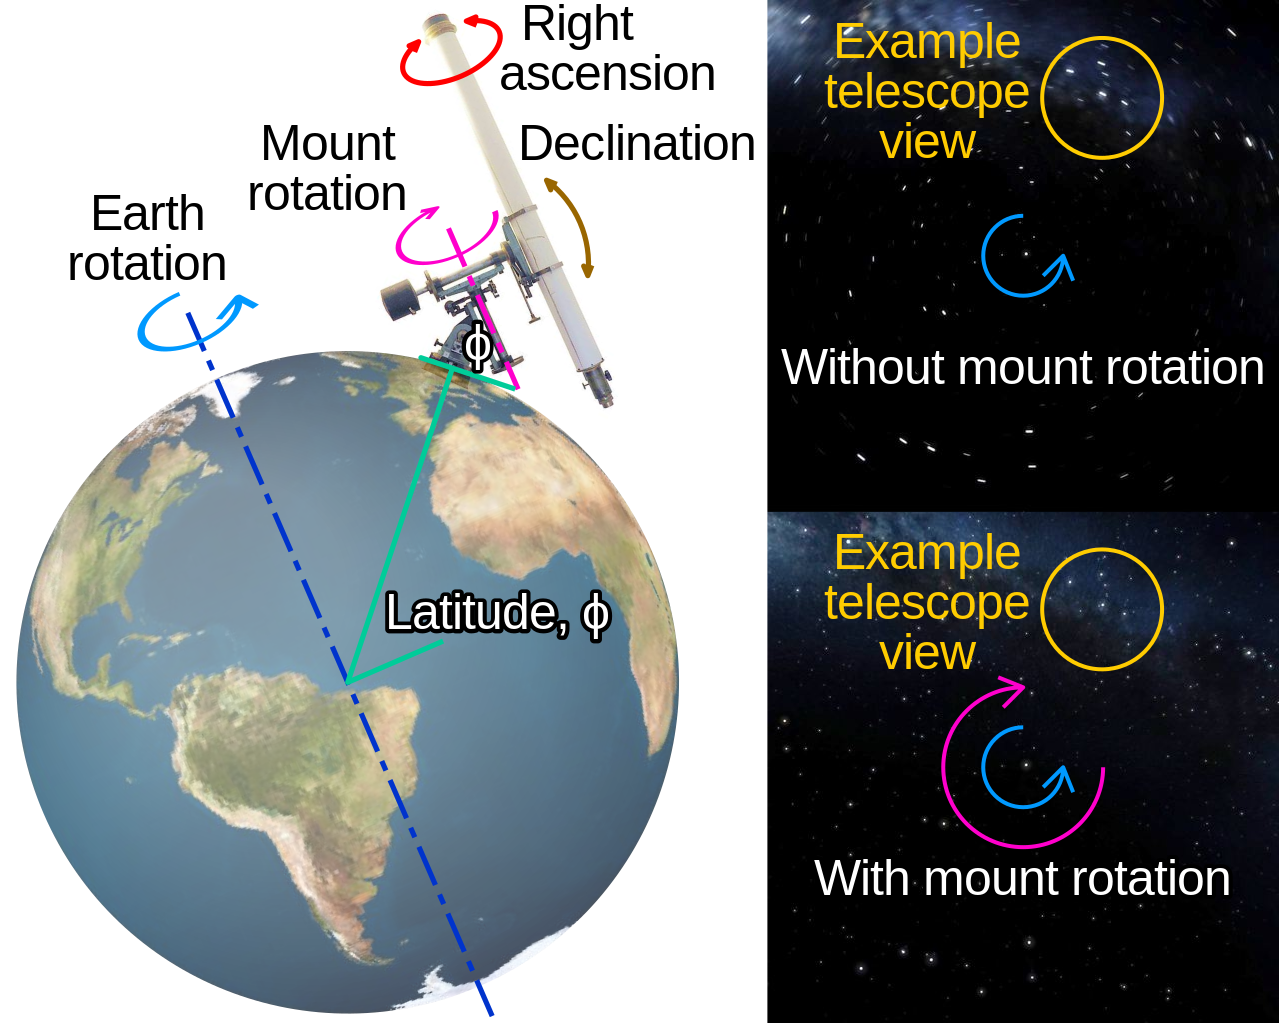 Right
ascension
Declination
Mount
rotation
Earth
rotation
ϕ
Latitude, ϕ
Example
telescope
view
Without mount rotation
Example
telescope
view
With mount rotation